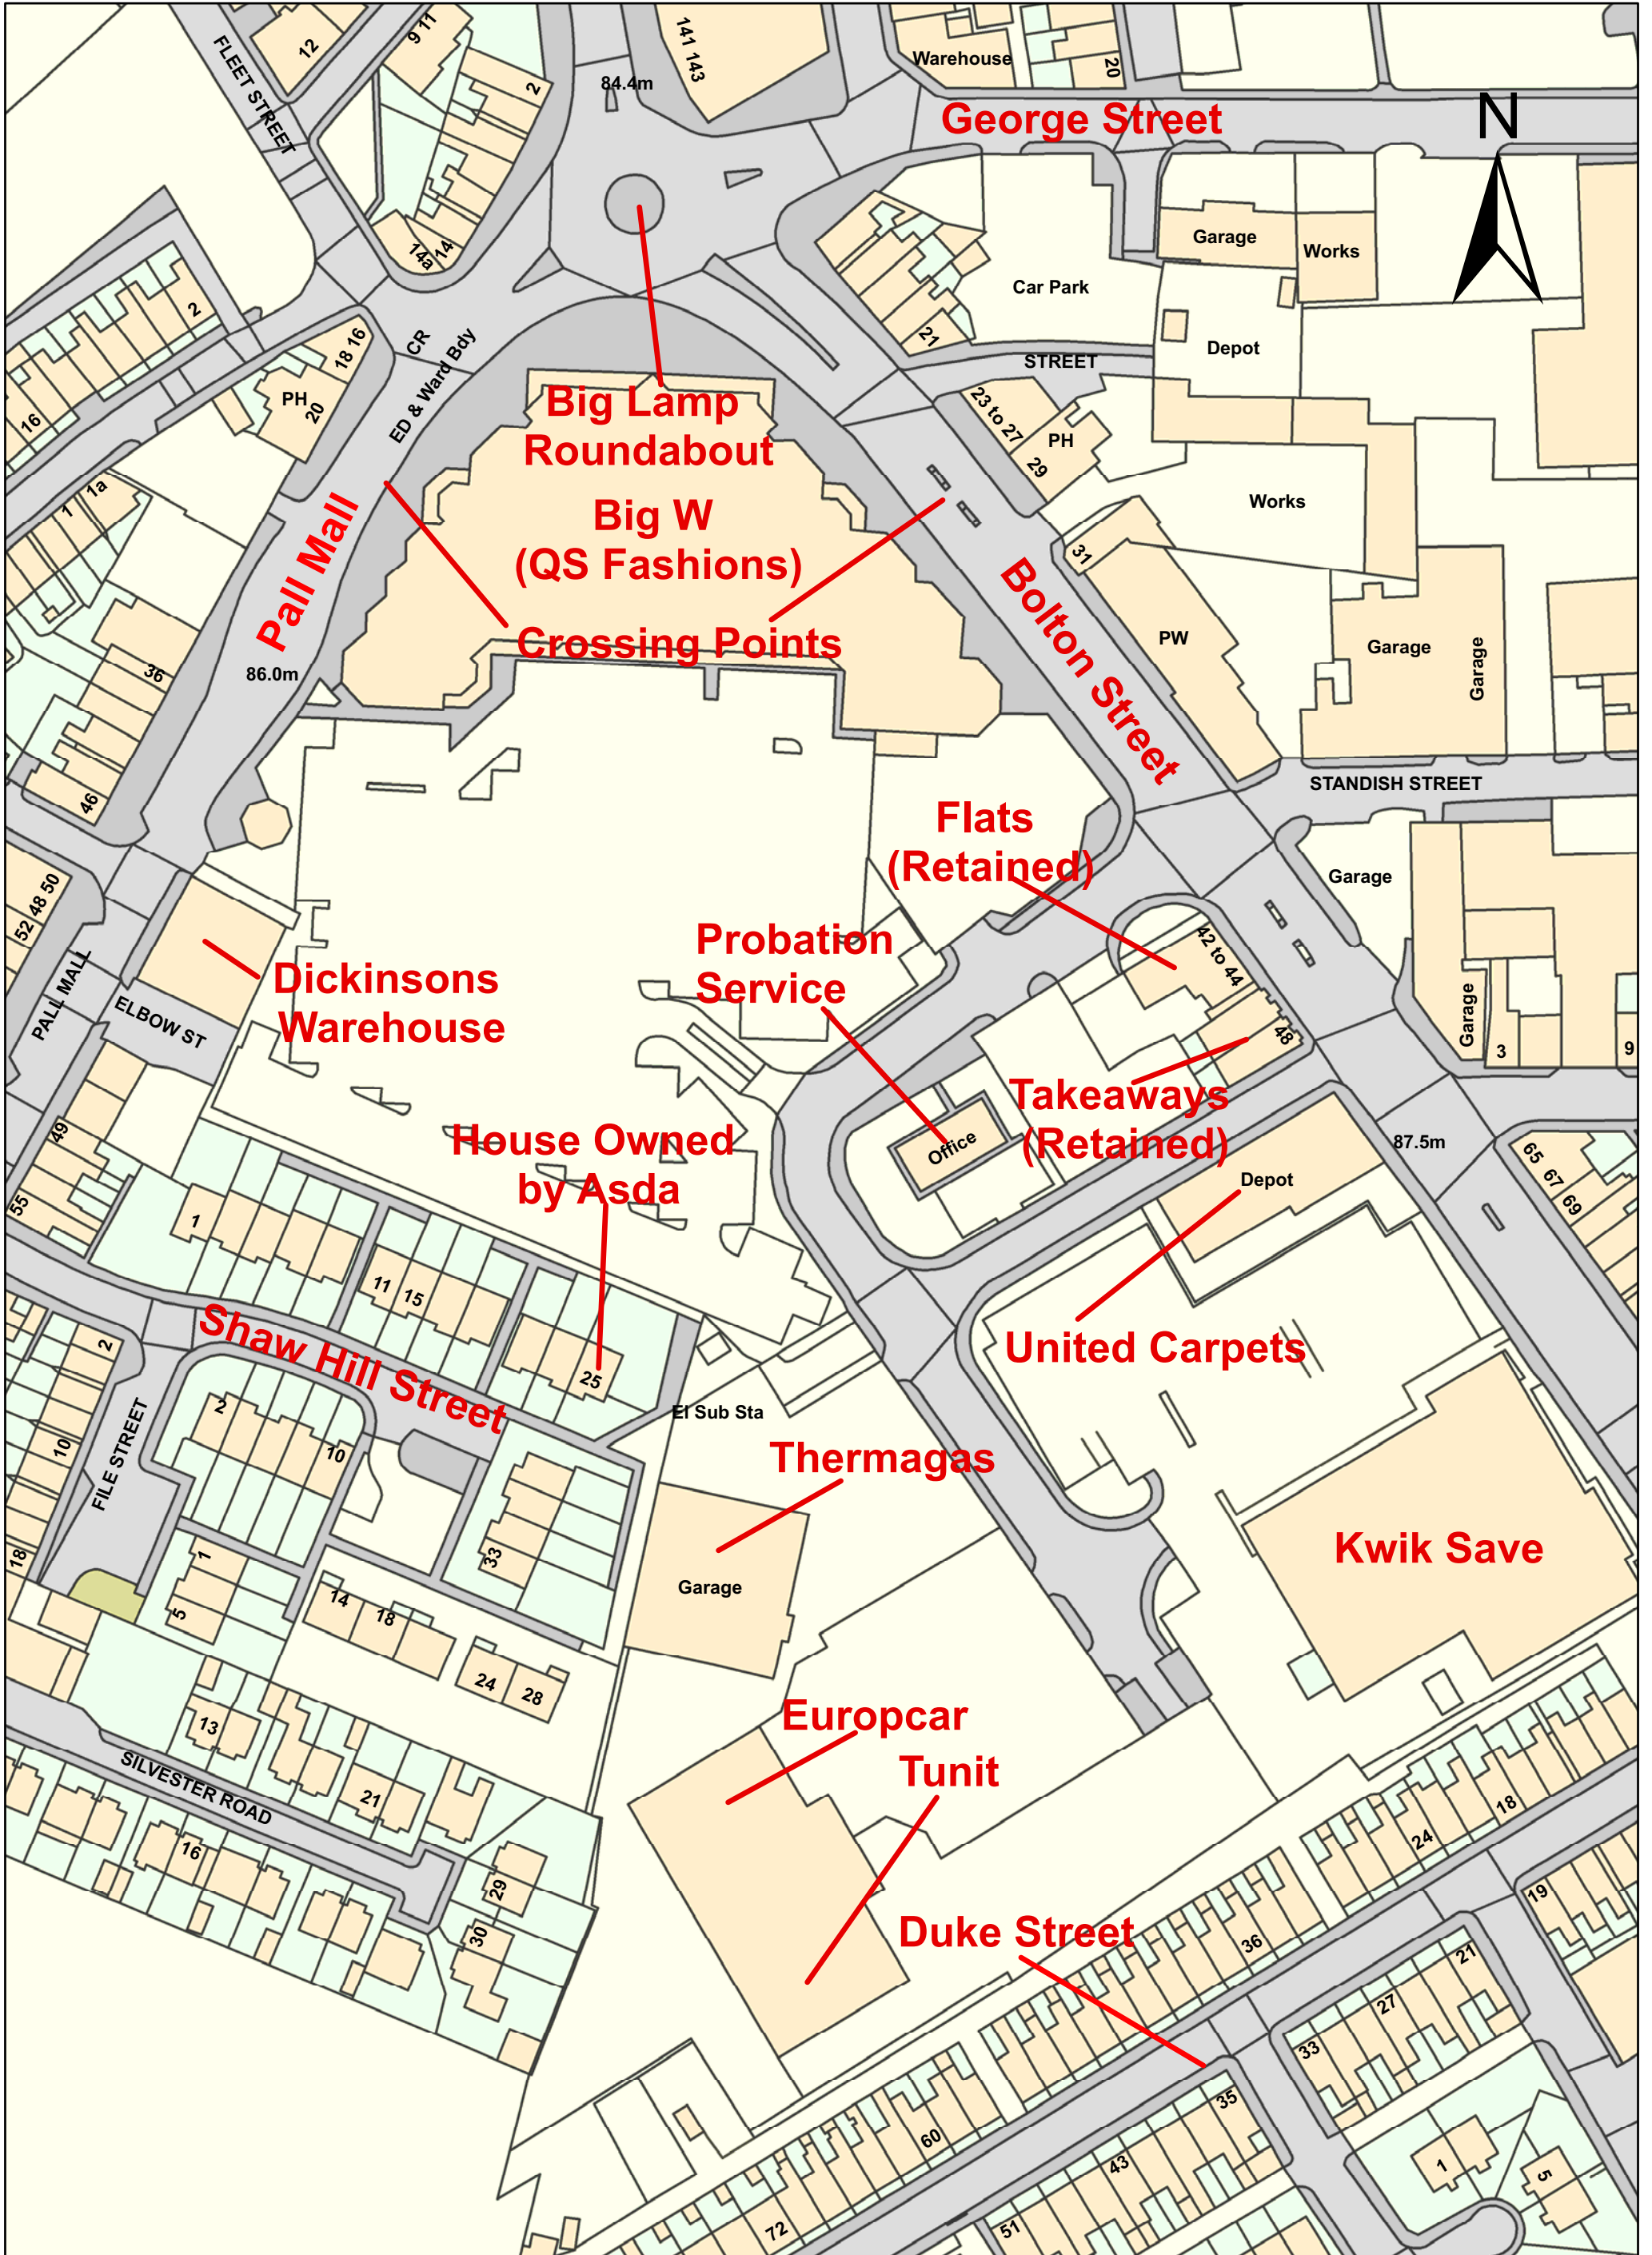 12
9 11
2
84.4m
141 143
Warehouse
20
FLEET STREET
George Street
N
14a
14
Garage
Works
Car Park
2
21
Depot
STREET
18 16
CR
ED & Ward Bdy
PH
20
16
Big Lamp
Roundabout
23 to 27
PH
29
1a
1
Big W
(QS Fashions)
Works
31
Pall Mall
Crossing Points
Bolton Street
PW
Garage
Garage
36
86.0m
46
STANDISH STREET
Flats
(Retained)
Garage
48 50
52
Probation
Service
42 to 44
Dickinsons
Warehouse
PALL MALL
ELBOW ST
48
Garage
3
9
Takeaways
(Retained)
House Owned
by Asda
Office
49
55
87.5m
65
67
69
Depot
1
11
15
Shaw Hill Street
25
United Carpets
2
El Sub Sta
2
10
10
FILE STREET
Thermagas
Kwik Save
18
1
5
33
14
18
Garage
24
28
13
Europcar
Tunit
SILVESTER ROAD
21
16
18
24
29
30
19
Duke Street
36
21
27
33
35
60
43
1
5
51
72